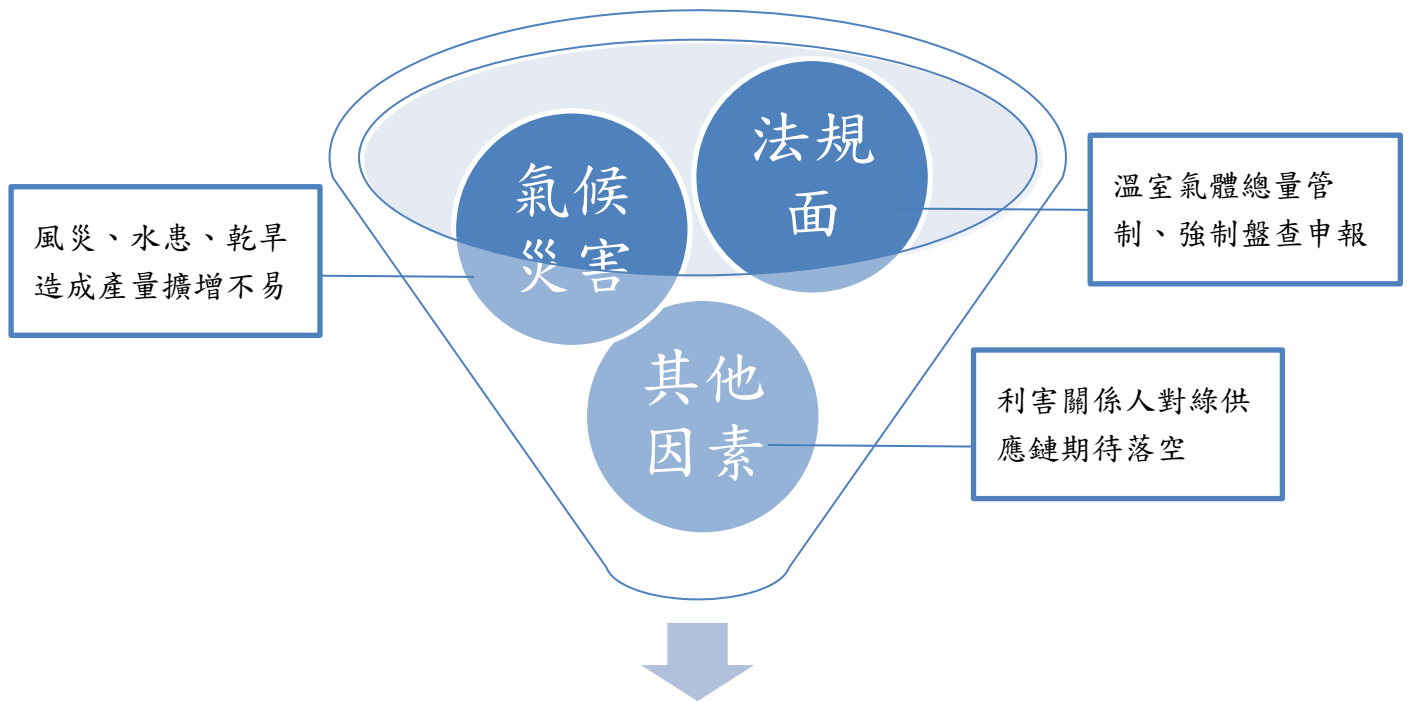 法規
面
氣候
災害
其他
因素
風災、水患、乾旱
造成產量擴增不易
溫室氣體總量管
制、強制盤查申報
利害關係人對綠供
應鏈期待落空